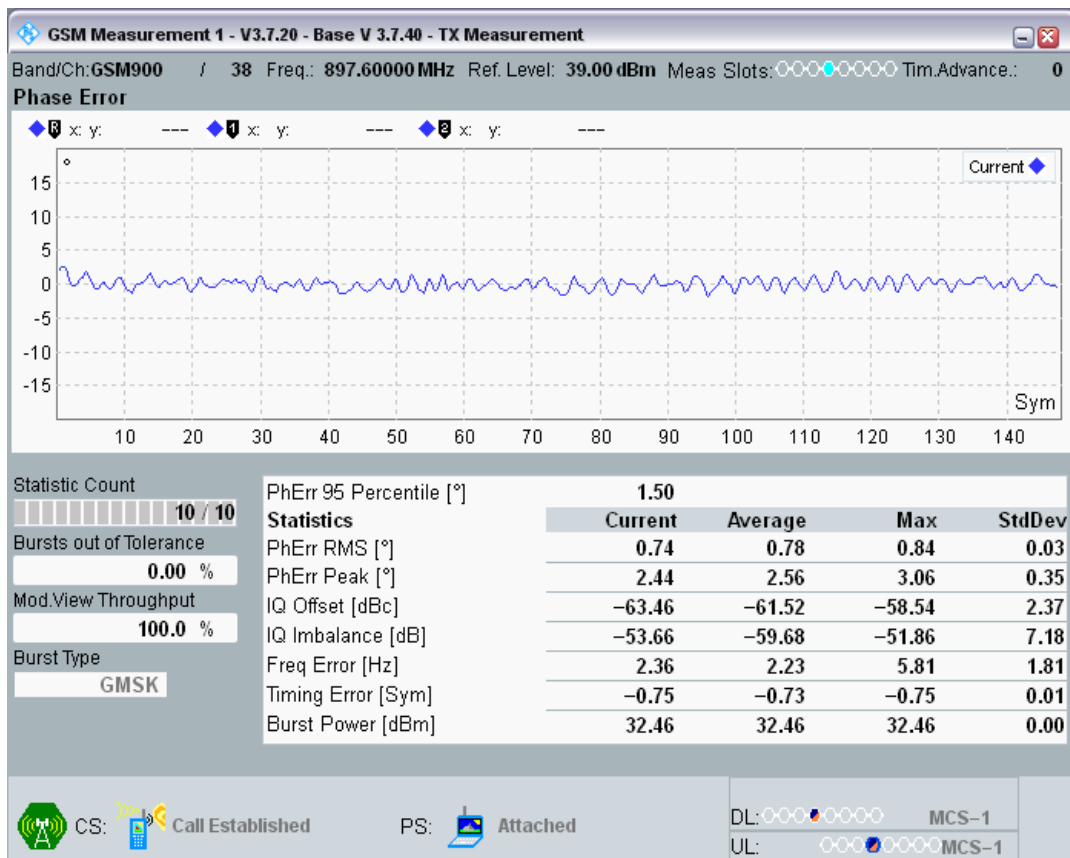 GSM Measurement 1 - V3.7.20 - Base V 3.7.40 - TX Measurement
Band/Ch:GSM900 / 38 Freq.: 897.60000 MHz Ref. Level: 39.00 dBm Meas Slots: Tim.Advance.: 0
Phase Error
R x: y: --- 1 x: y: --- 2 x: y: ---
° Current
15
10
5
0
-5
-10
-15
Sym
10 20 30 40 50 60 70 80 90 100 110 120 130 140
Statistic Count
10 / 10
Bursts out of Tolerance
0.00 %
Mod.View Throughput
100.0 %
Burst Type
GMSK
PhErr 95 Percentile [°] 1.50
Statistics Current Average Max StdDev
PhErr RMS [°] 0.74 0.78 0.84 0.03
PhErr Peak [°] 2.44 2.56 3.06 0.35
IQ Offset [dBc] −63.46 −61.52 −58.54 2.37
IQ Imbalance [dB] −53.66 −59.68 −51.86 7.18
Freq Error [Hz] 2.36 2.23 5.81 1.81
Timing Error [Sym] −0.75 −0.73 −0.75 0.01
Burst Power [dBm] 32.46 32.46 32.46 0.00
CS: Call Established PS: Attached
DL: MCS−1
UL: MCS−1